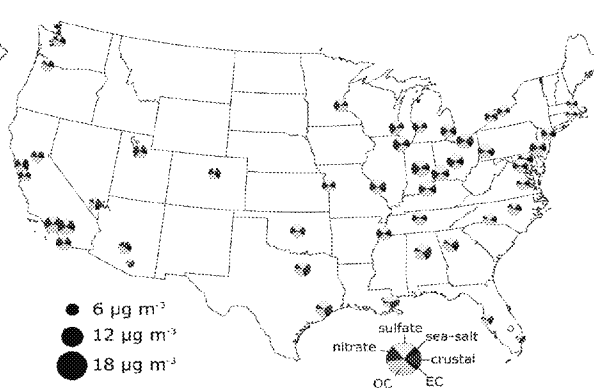 6 µg m⁻³
12 µg m⁻³
18 µg m⁻³
sulfate
sea-salt
nitrate
crustal
OC
EC